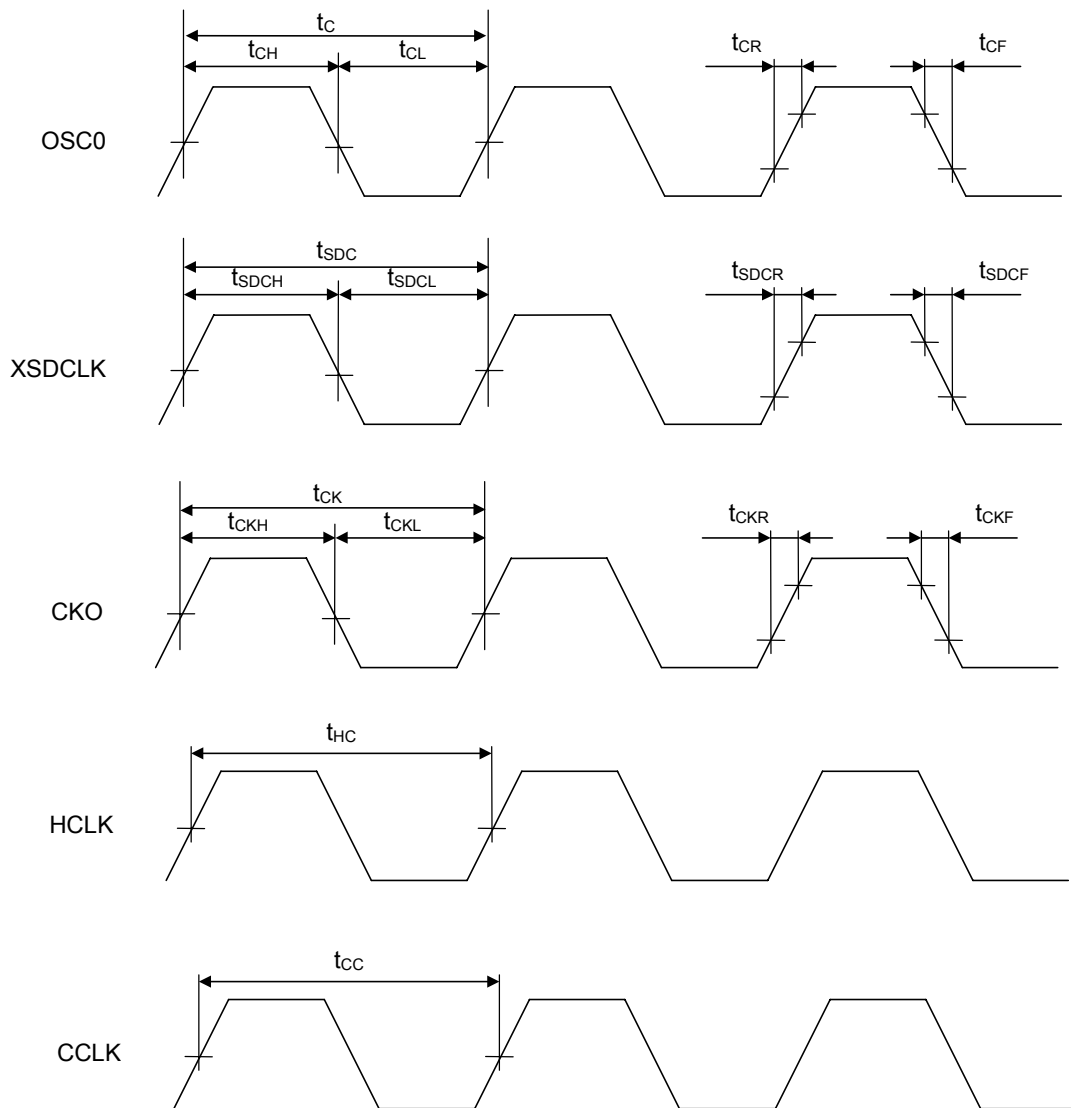 tC
tCH tCL tCR tCF
OSC0
tSDC
tSDCH tSDCL tSDCR tSDCF
XSDCLK
tCK
tCKH tCKL tCKR tCKF
CKO
tHC
HCLK
tCC
CCLK